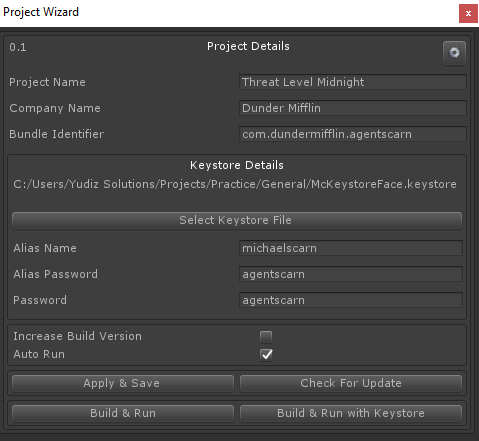 Project Wizard
x
0.1 Project Details
Project Name Threat Level Midnight
Company Name Dunder Mifflin
Bundle Identifier com.dundermifflin.agentscarn
Keystore Details
C:/Users/Yudiz Solutions/Projects/Practice/General/McKeystoreFace.keystore
Select Keystore File
Alias Name michaelscarn
Alias Password agentscarn
Password agentscarn
Increase Build Version
Auto Run
Apply & Save Check For Update
Build & Run Build & Run with Keystore